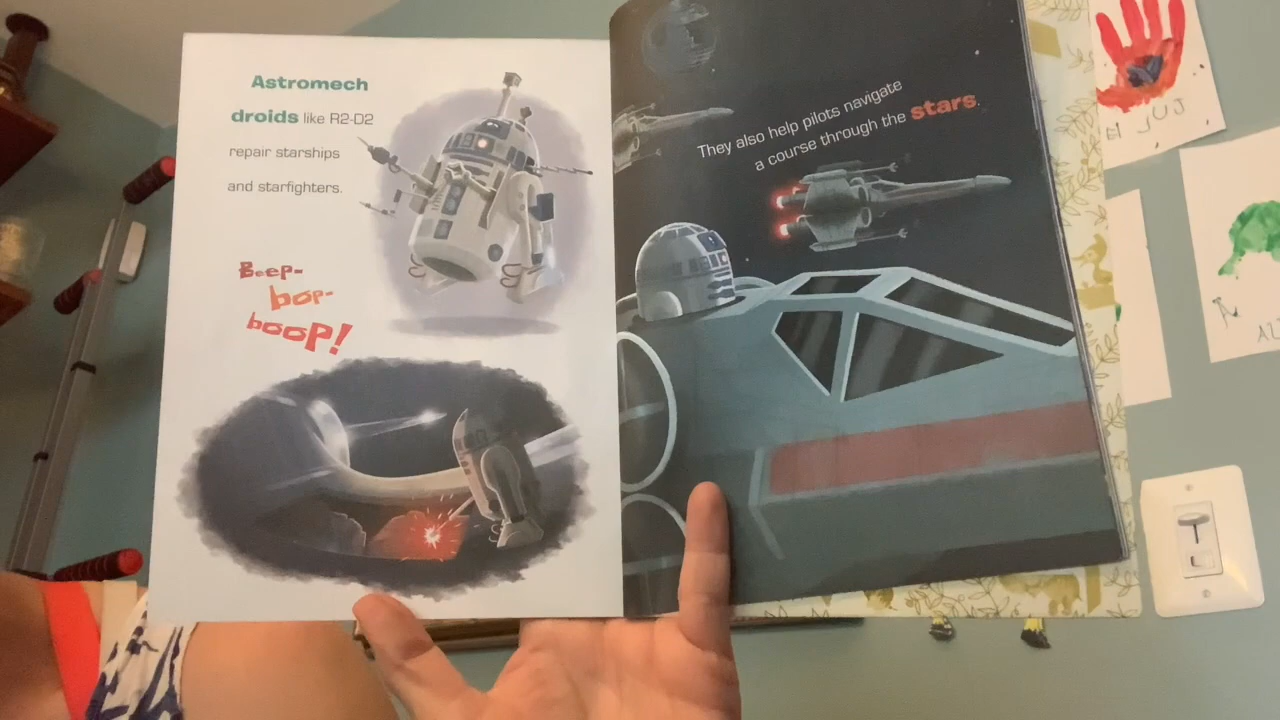 Astromech
droids like R2-D2
repair starships
and starfighters.
Beep-
bop-
boop!
They also help pilots navigate
a course through the stars.